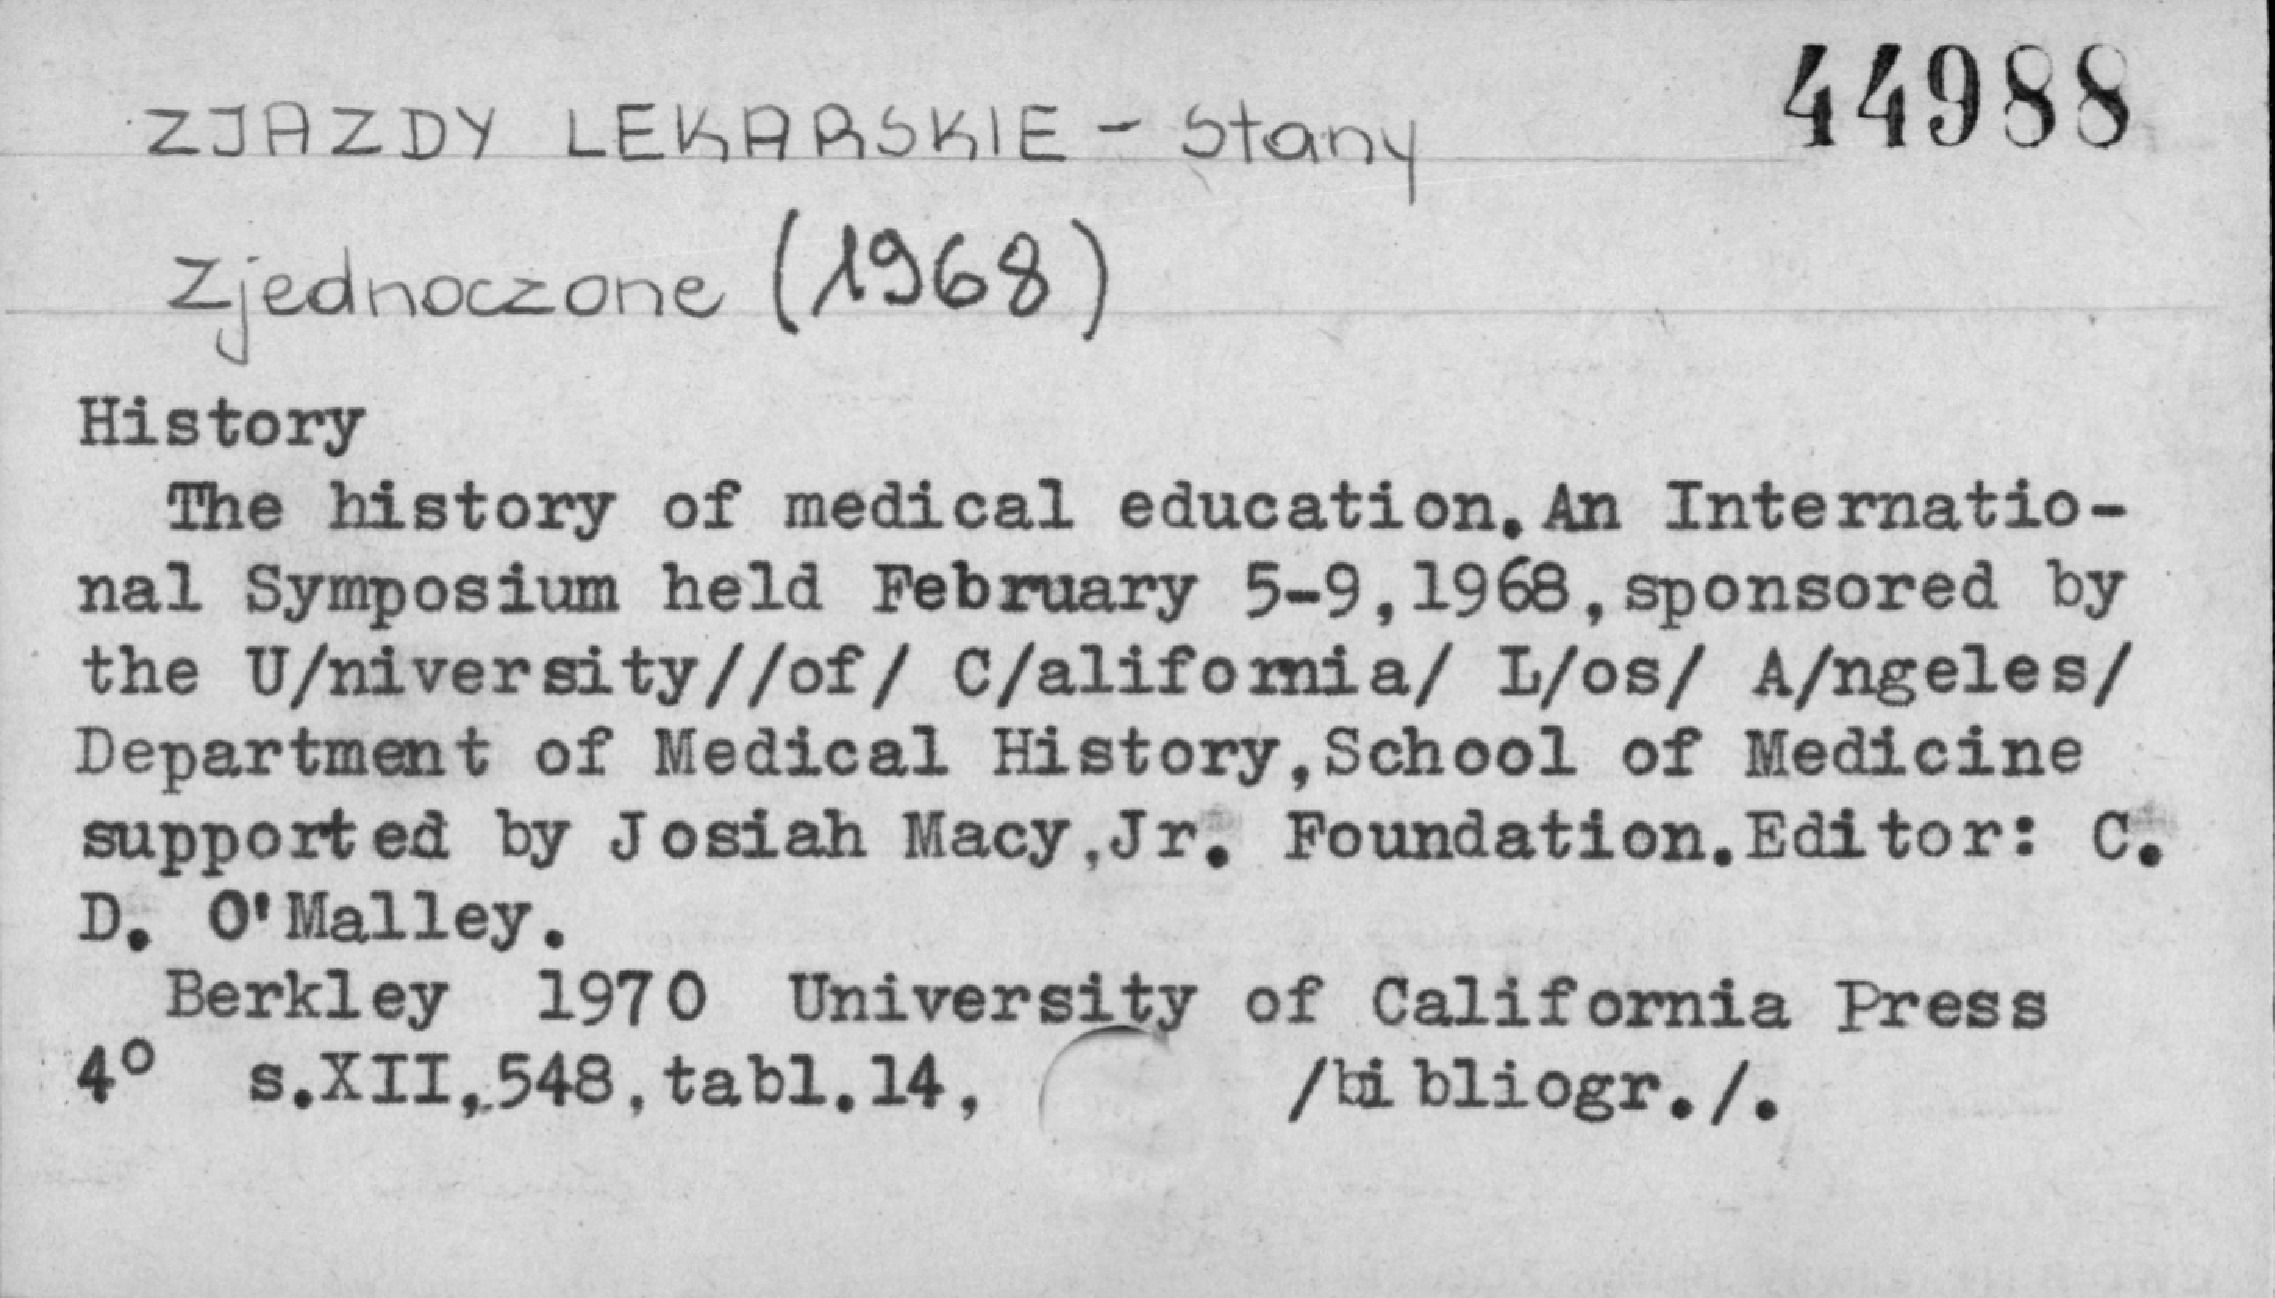 44988
ZJAZDY LEKARSKIE - Stany
Zjednoczone (1968)
History
The history of medical education. An Internatio-
nal Symposium held February 5-9,1968,sponsored by
the U/niversity//of/ C/alifornia/ L/os/ A/ngeles/
Department of Medical History,School of Medicine
supported by Josiah Macy,Jr. Foundation.Editor: C.
D. O'Malley.
Berkley 1970 University of California Press
4° s.XII,548,tabl.14, /bibliogr./.